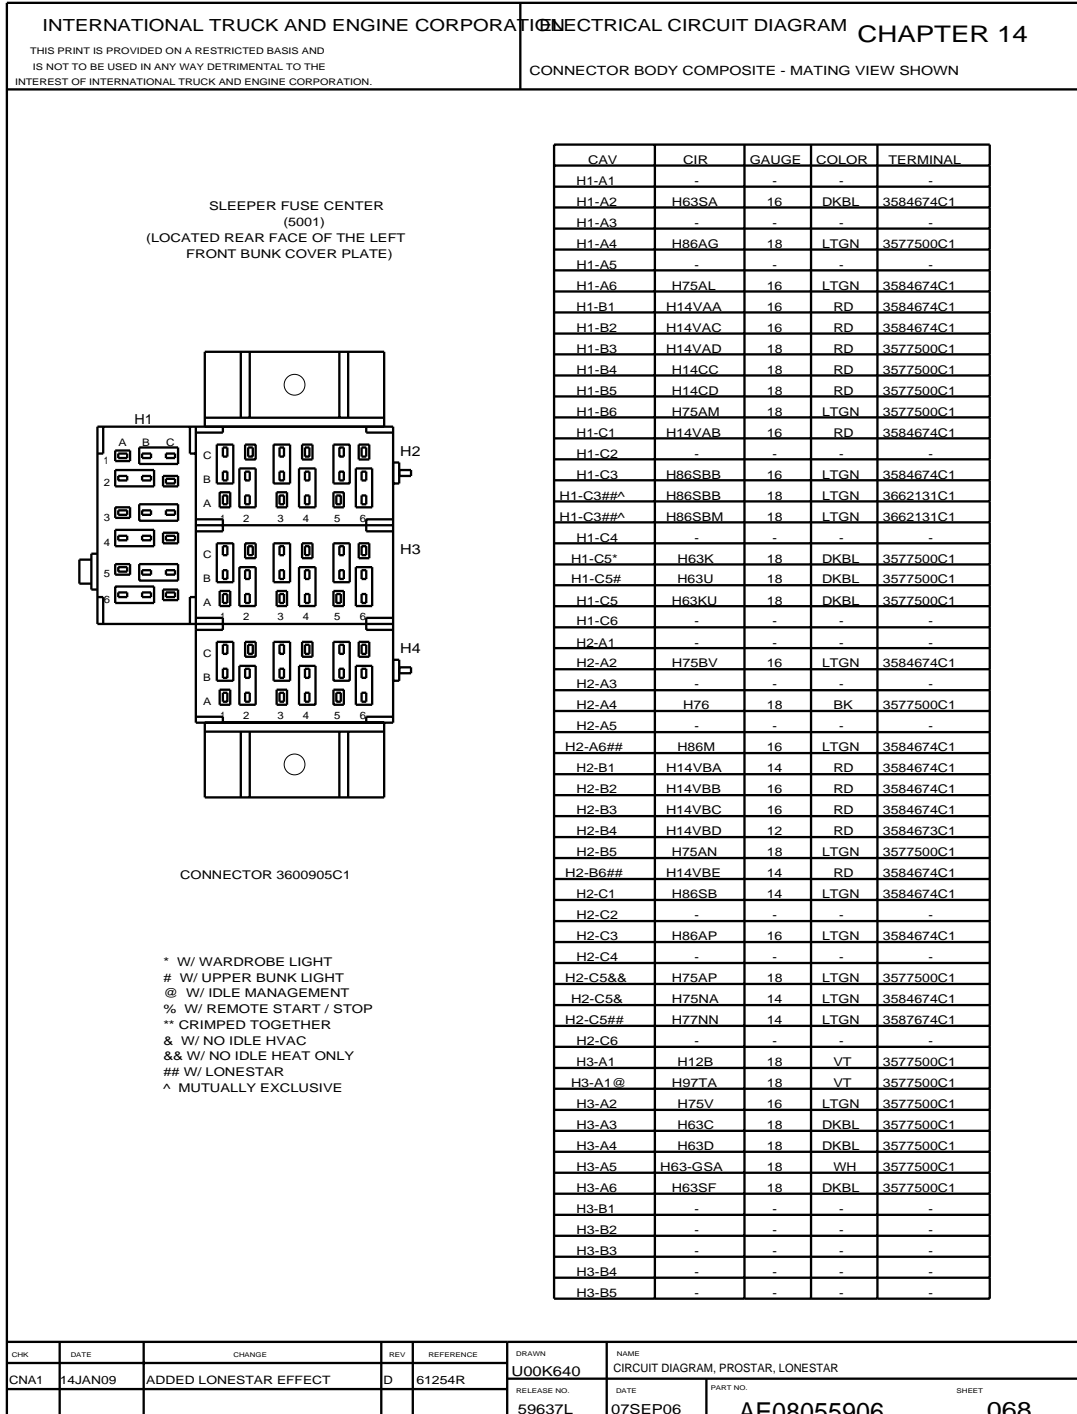 INTERNATIONAL TRUCK AND ENGINE CORPORATION
THIS PRINT IS PROVIDED ON A RESTRICTED BASIS AND
IS NOT TO BE USED IN ANY WAY DETRIMENTAL TO THE
INTEREST OF INTERNATIONAL TRUCK AND ENGINE CORPORATION.
ELECTRICAL CIRCUIT DIAGRAM
CHAPTER 14
CONNECTOR BODY COMPOSITE - MATING VIEW SHOWN
SLEEPER FUSE CENTER
(5001)
(LOCATED REAR FACE OF THE LEFT
FRONT BUNK COVER PLATE)
H1
A B C
1
2
3
4
5
6
H2
C
B
A
1 2 3 4 5 6
H3
C
B
A
1 2 3 4 5 6
H4
C
B
A
1 2 3 4 5 6
CONNECTOR 3600905C1
* W/ WARDROBE LIGHT
# W/ UPPER BUNK LIGHT
@ W/ IDLE MANAGEMENT
% W/ REMOTE START / STOP
** CRIMPED TOGETHER
& W/ NO IDLE HVAC
&& W/ NO IDLE HEAT ONLY
## W/ LONESTAR
^ MUTUALLY EXCLUSIVE
CAV CIR GAUGE COLOR TERMINAL
H1-A1 - - - -
H1-A2 H63SA 16 DKBL 3584674C1
H1-A3 - - - -
H1-A4 H86AG 18 LTGN 3577500C1
H1-A5 - - - -
H1-A6 H75AL 16 LTGN 3584674C1
H1-B1 H14VAA 16 RD 3584674C1
H1-B2 H14VAC 16 RD 3584674C1
H1-B3 H14VAD 18 RD 3577500C1
H1-B4 H14CC 18 RD 3577500C1
H1-B5 H14CD 18 RD 3577500C1
H1-B6 H75AM 18 LTGN 3577500C1
H1-C1 H14VAB 16 RD 3584674C1
H1-C2 - - - -
H1-C3 H86SBB 16 LTGN 3584674C1
H1-C3##^ H86SBB 18 LTGN 3662131C1
H1-C3##^ H86SBM 18 LTGN 3662131C1
H1-C4 - - - -
H1-C5* H63K 18 DKBL 3577500C1
H1-C5# H63U 18 DKBL 3577500C1
H1-C5 H63KU 18 DKBL 3577500C1
H1-C6 - - - -
H2-A1 - - - -
H2-A2 H75BV 16 LTGN 3584674C1
H2-A3 - - - -
H2-A4 H76 18 BK 3577500C1
H2-A5 - - - -
H2-A6## H86M 16 LTGN 3584674C1
H2-B1 H14VBA 14 RD 3584674C1
H2-B2 H14VBB 16 RD 3584674C1
H2-B3 H14VBC 16 RD 3584674C1
H2-B4 H14VBD 12 RD 3584673C1
H2-B5 H75AN 18 LTGN 3577500C1
H2-B6## H14VBE 14 RD 3584674C1
H2-C1 H86SB 14 LTGN 3584674C1
H2-C2 - - - -
H2-C3 H86AP 16 LTGN 3584674C1
H2-C4 - - - -
H2-C5&& H75AP 18 LTGN 3577500C1
H2-C5& H75NA 14 LTGN 3584674C1
H2-C5## H77NN 14 LTGN 3587674C1
H2-C6 - - - -
H3-A1 H12B 18 VT 3577500C1
H3-A1@ H97TA 18 VT 3577500C1
H3-A2 H75V 16 LTGN 3577500C1
H3-A3 H63C 18 DKBL 3577500C1
H3-A4 H63D 18 DKBL 3577500C1
H3-A5 H63-GSA 18 WH 3577500C1
H3-A6 H63SF 18 DKBL 3577500C1
H3-B1 - - - -
H3-B2 - - - -
H3-B3 - - - -
H3-B4 - - - -
H3-B5 - - - -
CHK DATE CHANGE REV REFERENCE
CNA1 14JAN09 ADDED LONESTAR EFFECT D 61254R
DRAWN
U00K640
NAME
CIRCUIT DIAGRAM, PROSTAR, LONESTAR
RELEASE NO.
59637L
DATE
07SEP06
PART NO.
AE08055906
SHEET
068